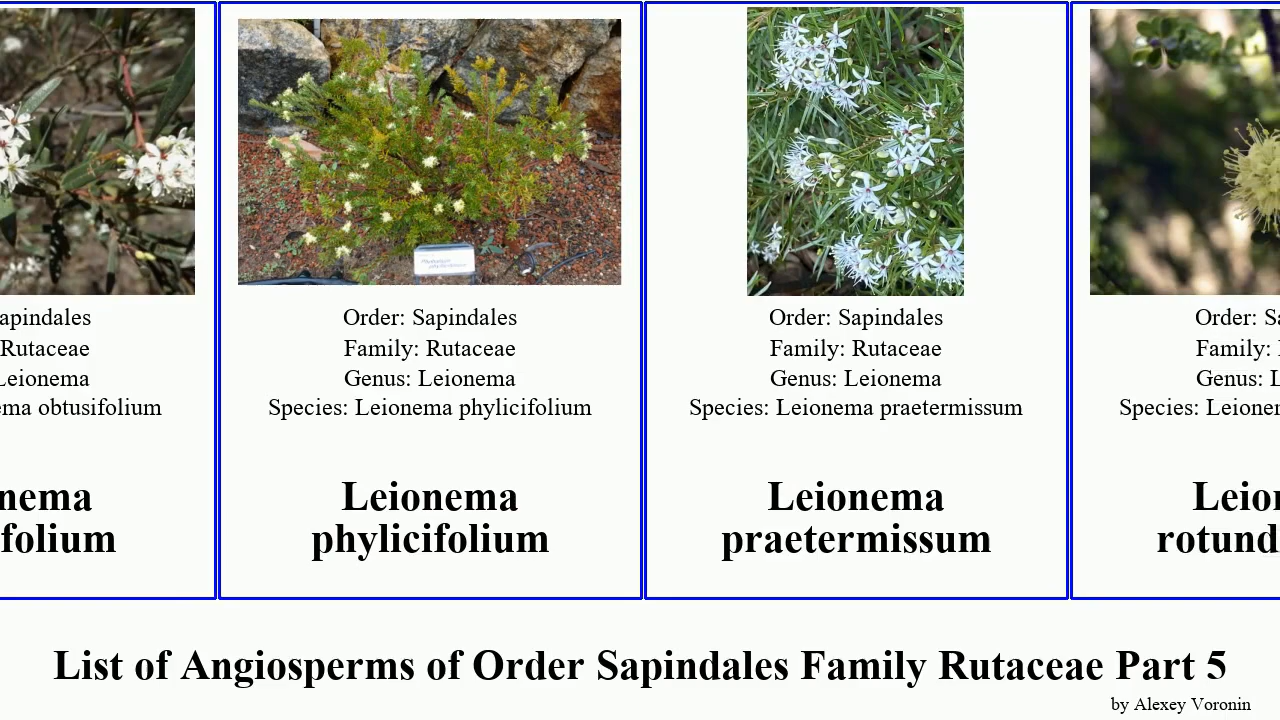 apindales
Rutaceae
Leionema
ema obtusifolium
nema
folium
Order: Sapindales
Family: Rutaceae
Genus: Leionema
Species: Leionema phylicifolium
Leionema
phylicifolium
Order: Sapindales
Family: Rutaceae
Genus: Leionema
Species: Leionema praetermissum
Leionema
praetermissum
Order: Sa
Family:
Genus: L
Species: Leionem
Leion
rotund
List of Angiosperms of Order Sapindales Family Rutaceae Part 5
by Alexey Voronin